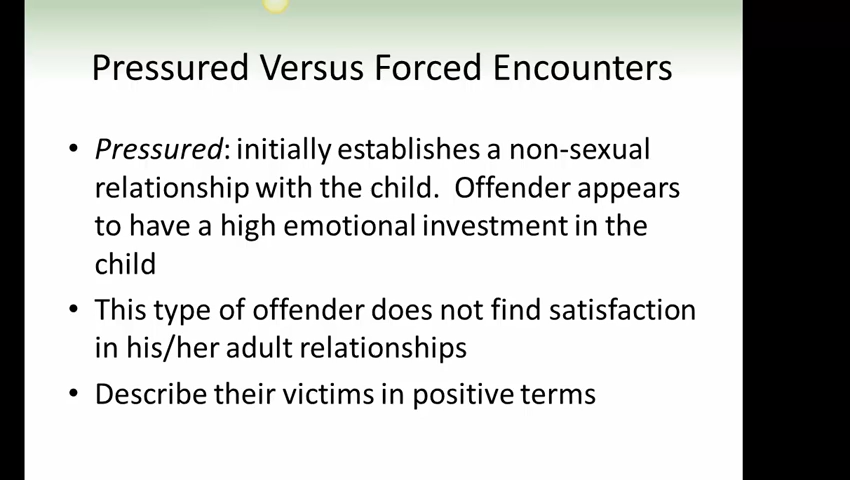 Pressured Versus Forced Encounters
• Pressured: initially establishes a non-sexual
relationship with the child.  Offender appears
to have a high emotional investment in the
child
• This type of offender does not find satisfaction
in his/her adult relationships
• Describe their victims in positive terms